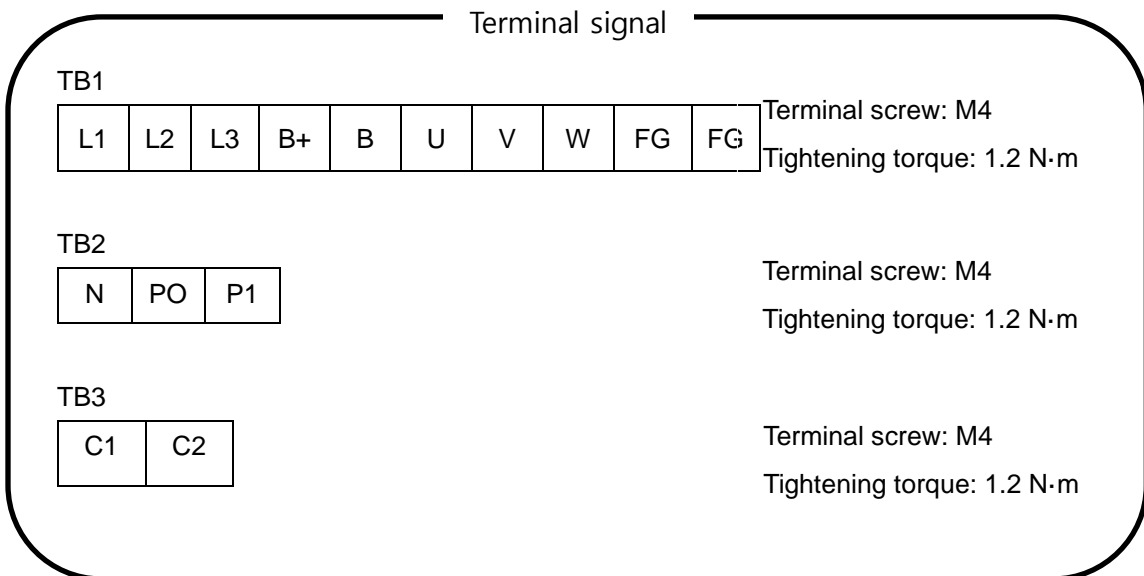 Terminal signal
TB1
L1 L2 L3 B+ B U V W FG FG
Terminal screw: M4
Tightening torque: 1.2 N·m
TB2
N PO P1
Terminal screw: M4
Tightening torque: 1.2 N·m
TB3
C1 C2
Terminal screw: M4
Tightening torque: 1.2 N·m